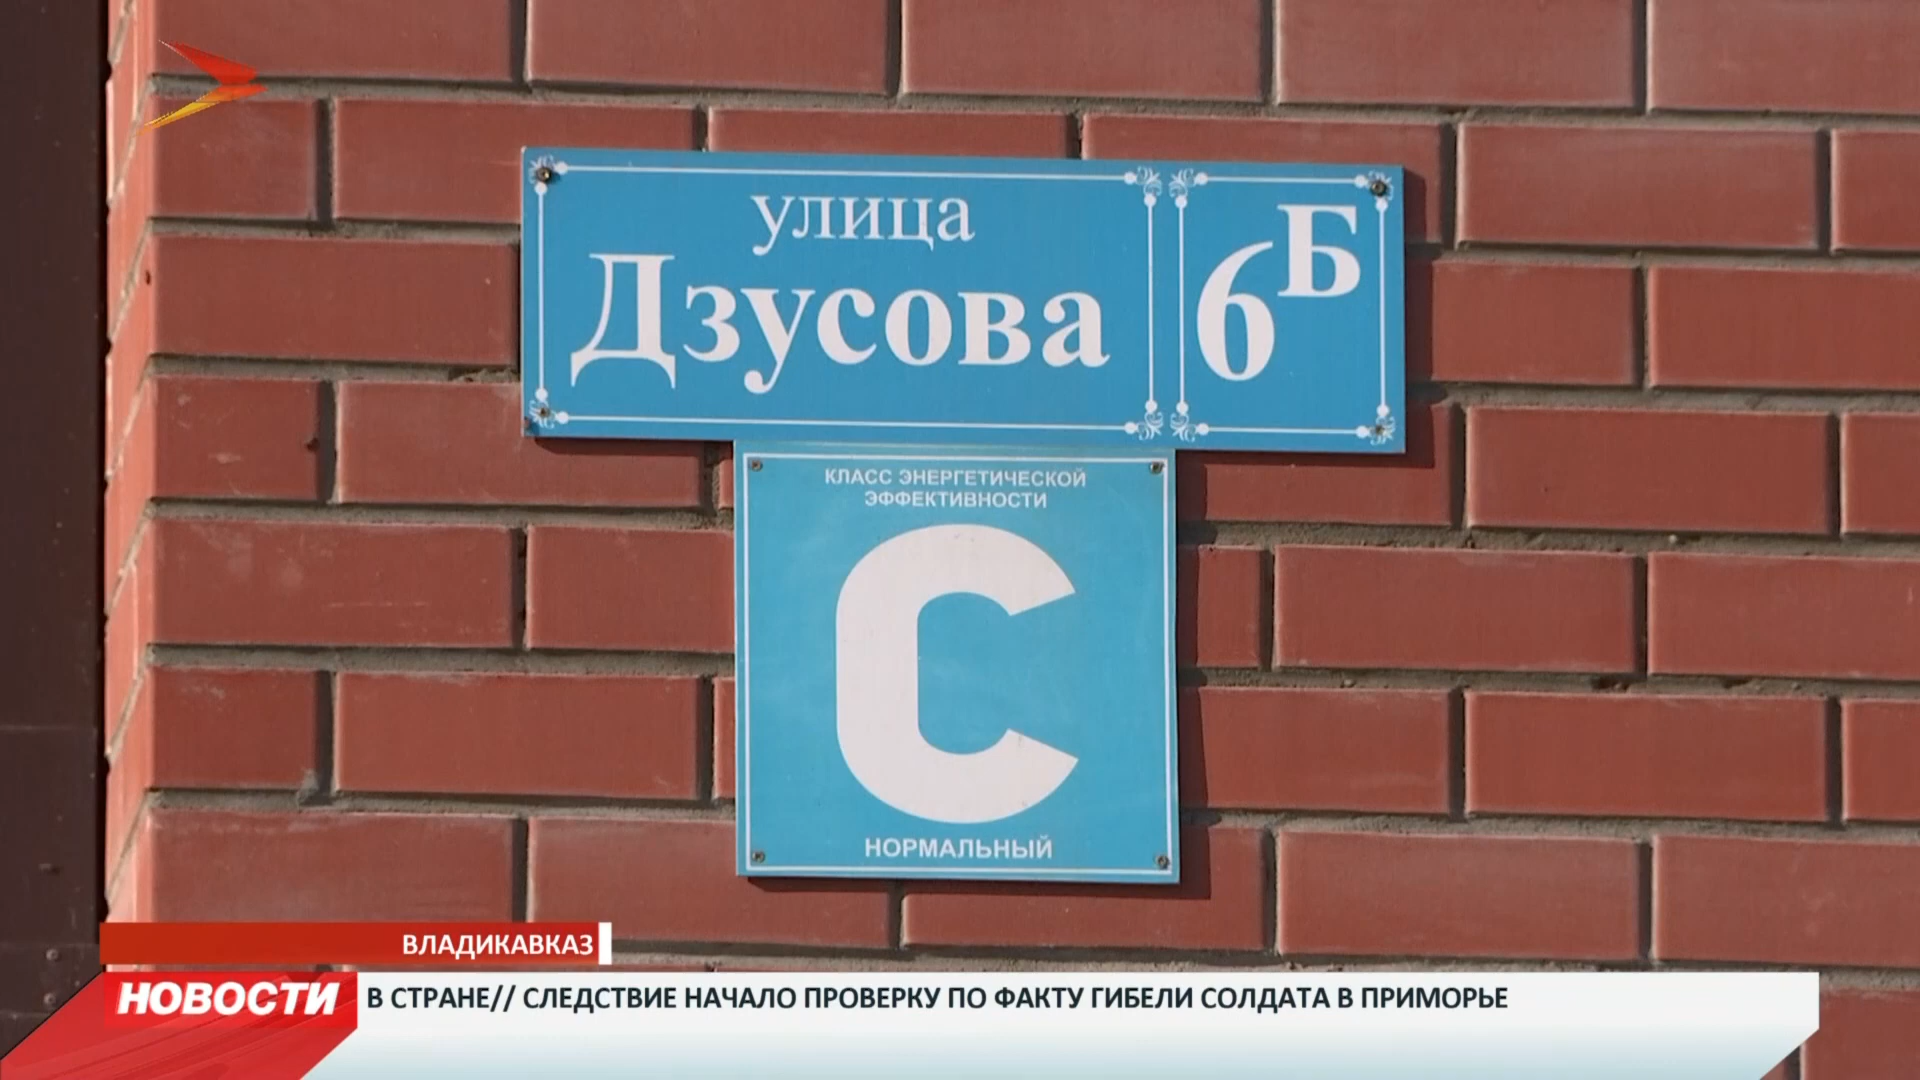 улица
Дзусова
6Б
КЛАСС ЭНЕРГЕТИЧЕСКОЙ
ЭФФЕКТИВНОСТИ
C
НОРМАЛЬНЫЙ
ВЛАДИКАВКАЗ
НОВОСТИ
В СТРАНЕ// СЛЕДСТВИЕ НАЧАЛО ПРОВЕРКУ ПО ФАКТУ ГИБЕЛИ СОЛДАТА В ПРИМОРЬЕ